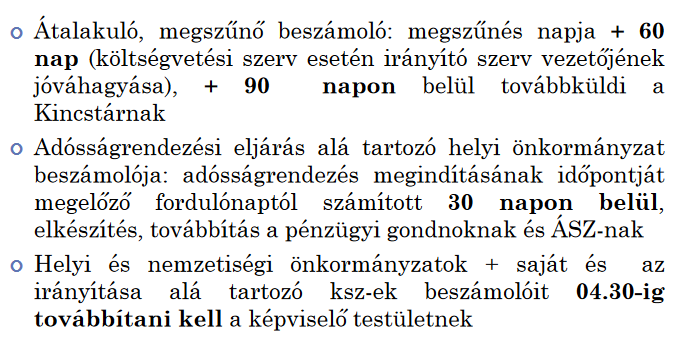 Átalakuló, megszűnő beszámoló: megszűnés napja + 60
nap (költségvetési szerv esetén irányító szerv vezetőjének
jóváhagyása), + 90 napon belül továbbküldi a
Kincstárnak
Adósságrendezési eljárás alá tartozó helyi önkormányzat
beszámolója: adósságrendezés megindításának időpontját
megelőző fordulónaptól számított 30 napon belül,
elkészítés, továbbítás a pénzügyi gondnoknak és ÁSZ-nak
Helyi és nemzetiségi önkormányzatok + saját és az
irányítása alá tartozó ksz-ek beszámolóit 04.30-ig
továbbítani kell a képviselő testületnek